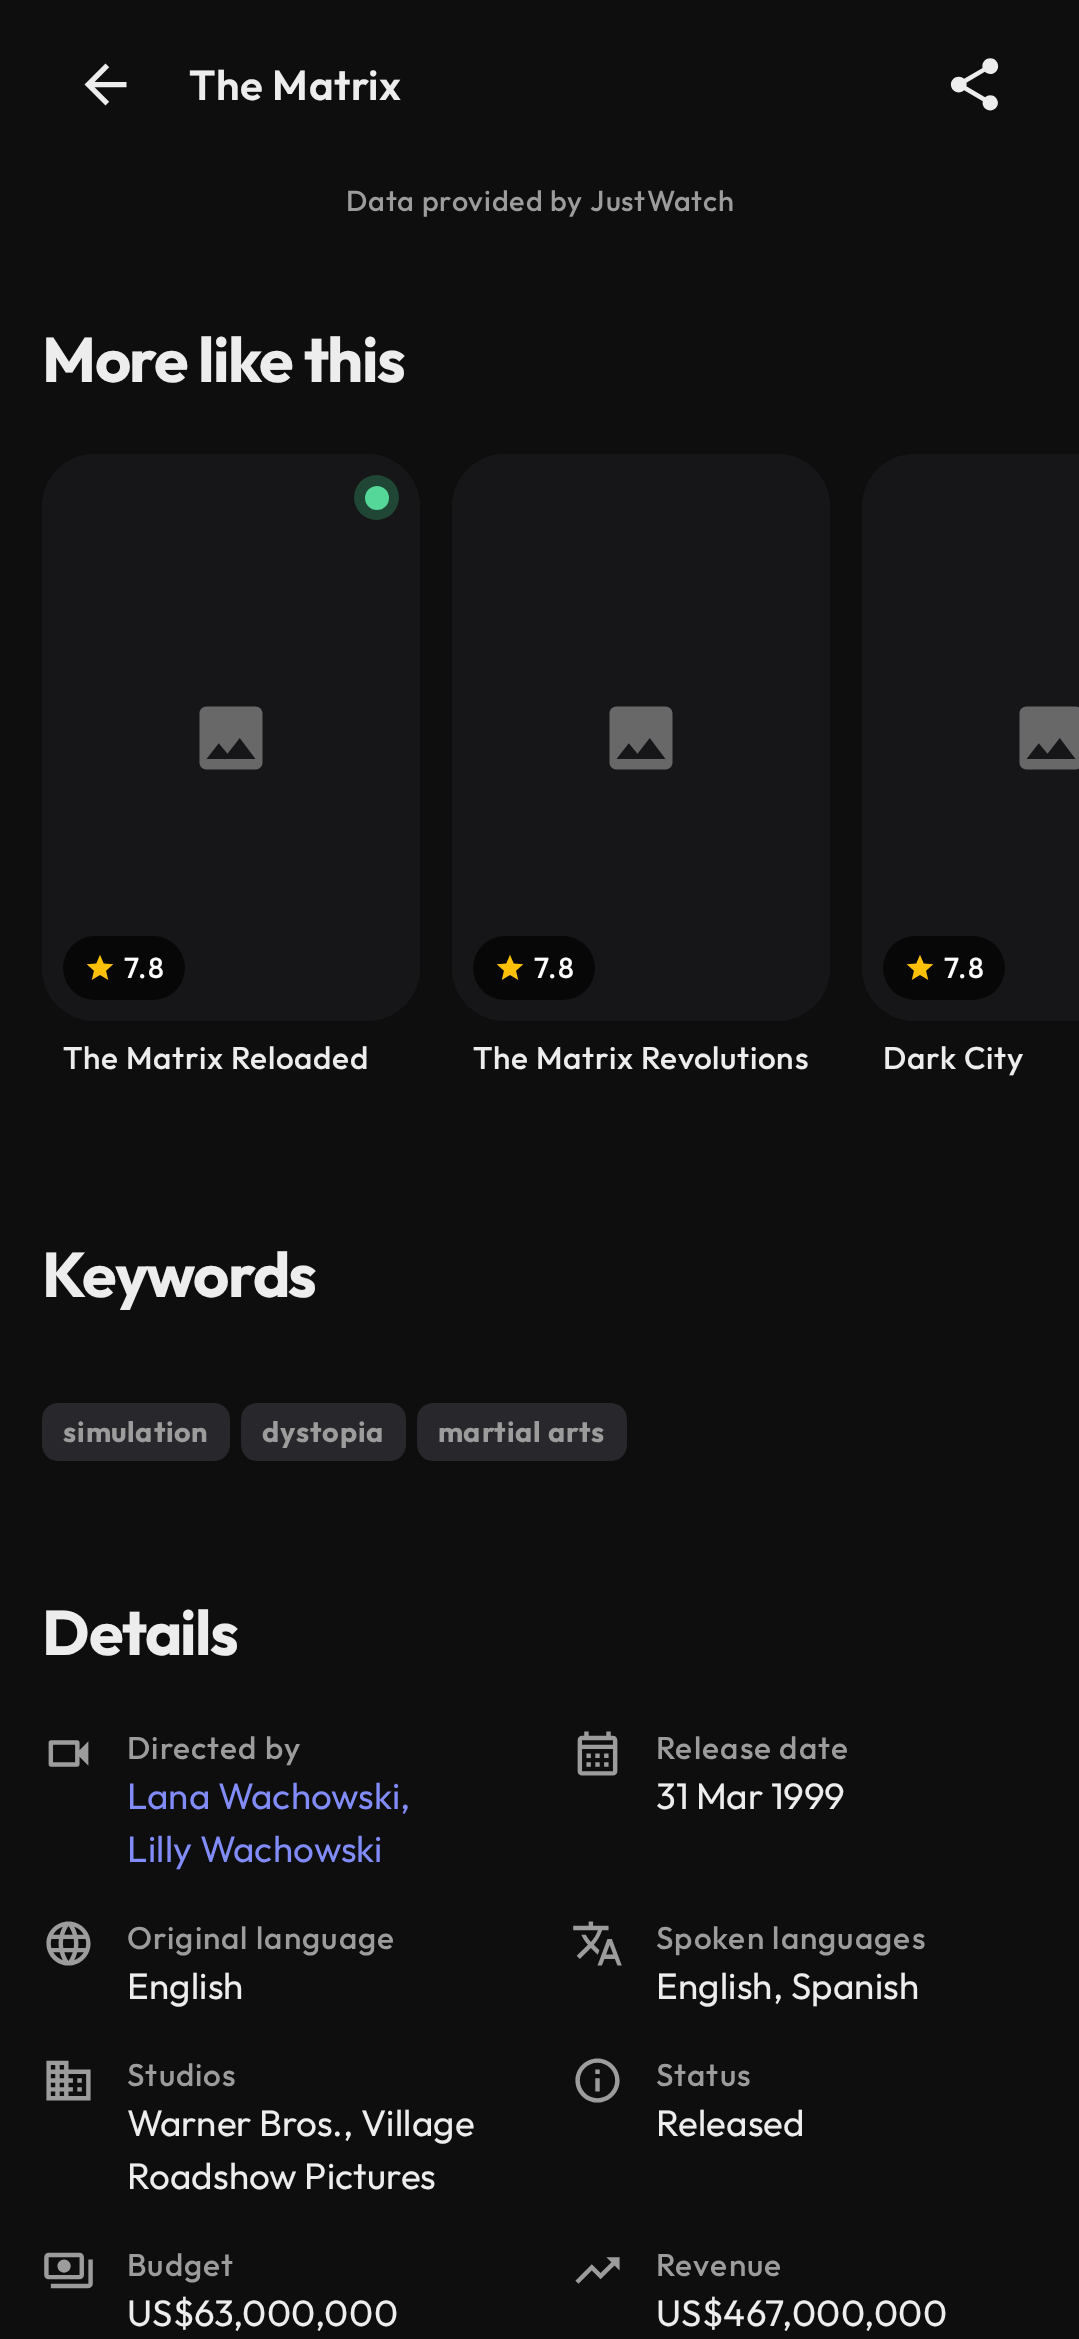 The Matrix
Data provided by JustWatch
More like this
7.8
7.8
7.8
The Matrix Reloaded
The Matrix Revolutions
Dark City
Keywords
simulation
dystopia
martial arts
Details
Directed by
Lana Wachowski,
Lilly Wachowski
Release date
31 Mar 1999
Original language
English
Spoken languages
English, Spanish
Studios
Warner Bros., Village
Roadshow Pictures
Status
Released
Budget
US$63,000,000
Revenue
US$467,000,000